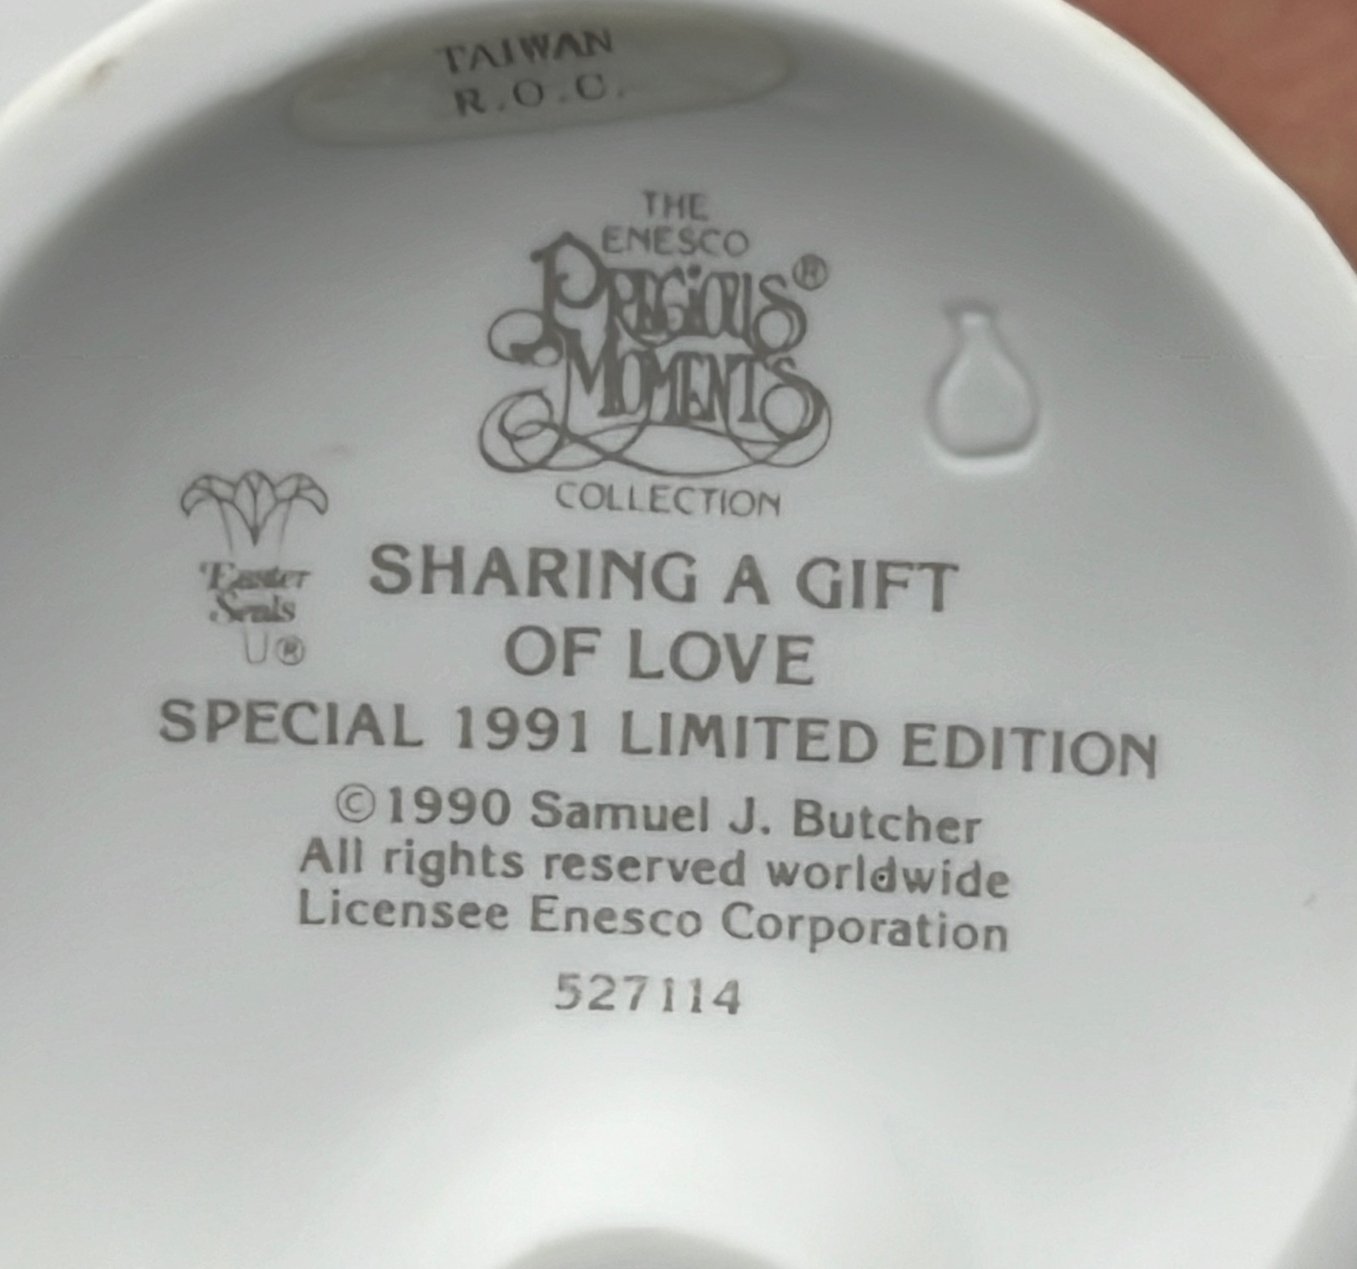 TAIWAN
R.O.C.
THE
ENESCO
PRECIOUS®
MOMENTS
COLLECTION
Easter
Seals
®
SHARING A GIFT
OF LOVE
SPECIAL 1991 LIMITED EDITION
©1990 Samuel J. Butcher
All rights reserved worldwide
Licensee Enesco Corporation
527114